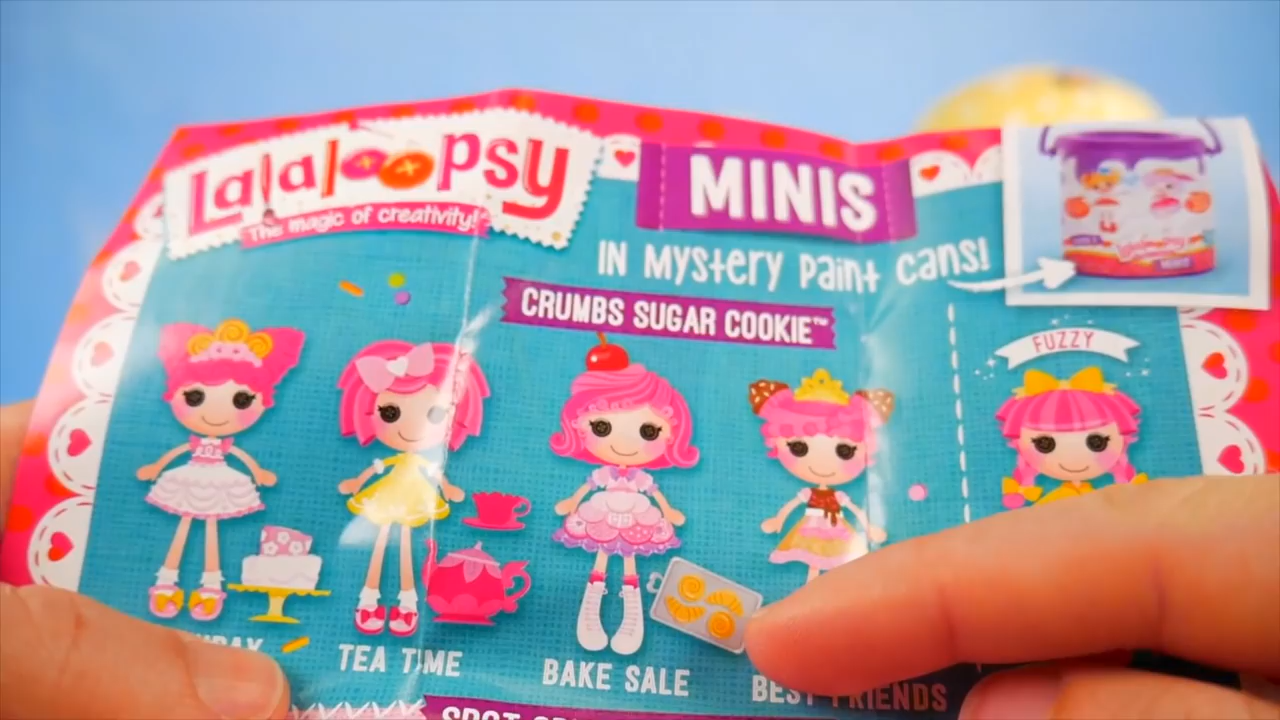 Lalaloopsy
The magic of creativity!
MINIS
IN Mystery Paint cans!
CRUMBS SUGAR COOKIE™
FUZZY
TEA TIME
BAKE SALE
BEST FRIENDS